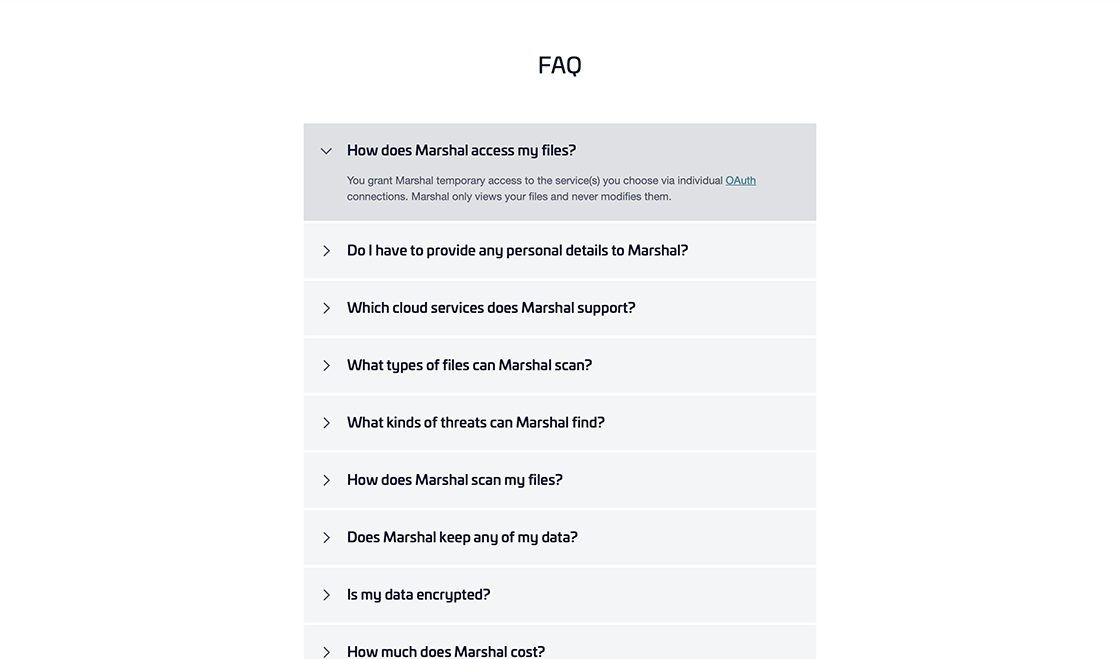 FAQ
How does Marshal access my files?
You grant Marshal temporary access to the service(s) you choose via individual OAuth
connections. Marshal only views your files and never modifies them.
Do I have to provide any personal details to Marshal?
Which cloud services does Marshal support?
What types of files can Marshal scan?
What kinds of threats can Marshal find?
How does Marshal scan my files?
Does Marshal keep any of my data?
Is my data encrypted?
How much does Marshal cost?